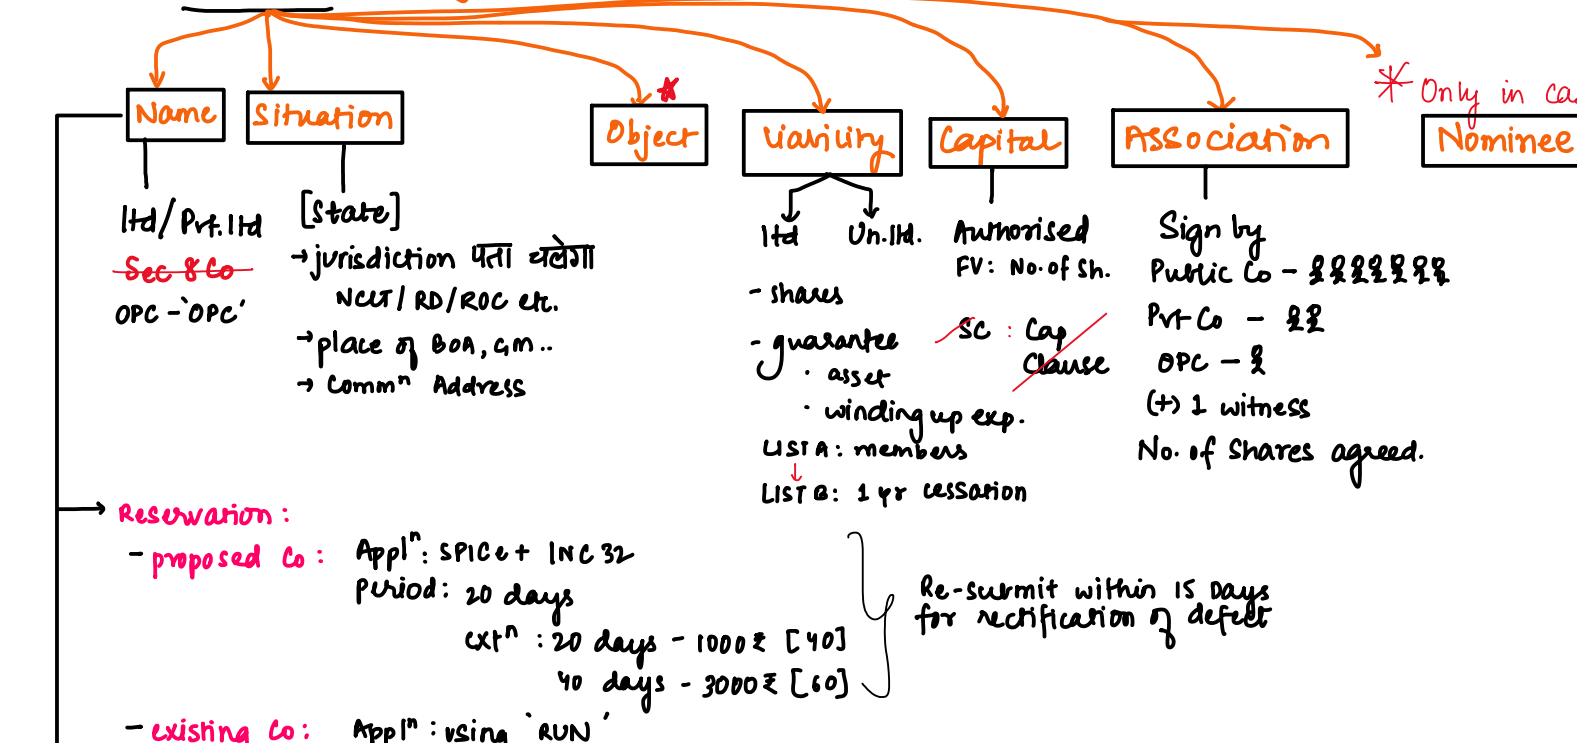 Name
Situation
Object
Liability
Capital
Association
* Only in ca
Nominee
ltd/Pvt.ltd
Sec 8 Co
OPC - 'OPC'
[State]
→ jurisdiction पता चलेगा
NCLT/RD/ROC etc.
→ place of BOA, GM..
→ Commⁿ Address
ltd
Un.ltd.
- shares
- guarantee
· asset
· winding up exp.
LIST A: members
LIST B: 1 yr cessation
Authorised
FV: No. of Sh.
SC : Cap
Clause
Sign by
Public Co -
Pvt Co -
OPC -
(+) 1 witness
No. of shares agreed.
Reservation:
- proposed Co: Applⁿ: SPICe+ INC 32
Period: 20 days
extⁿ : 20 days - 1000₹ [40]
40 days - 3000₹ [60]
Re-submit within 15 Days
for rectification of defect
- existing Co: Applⁿ: using 'RUN'